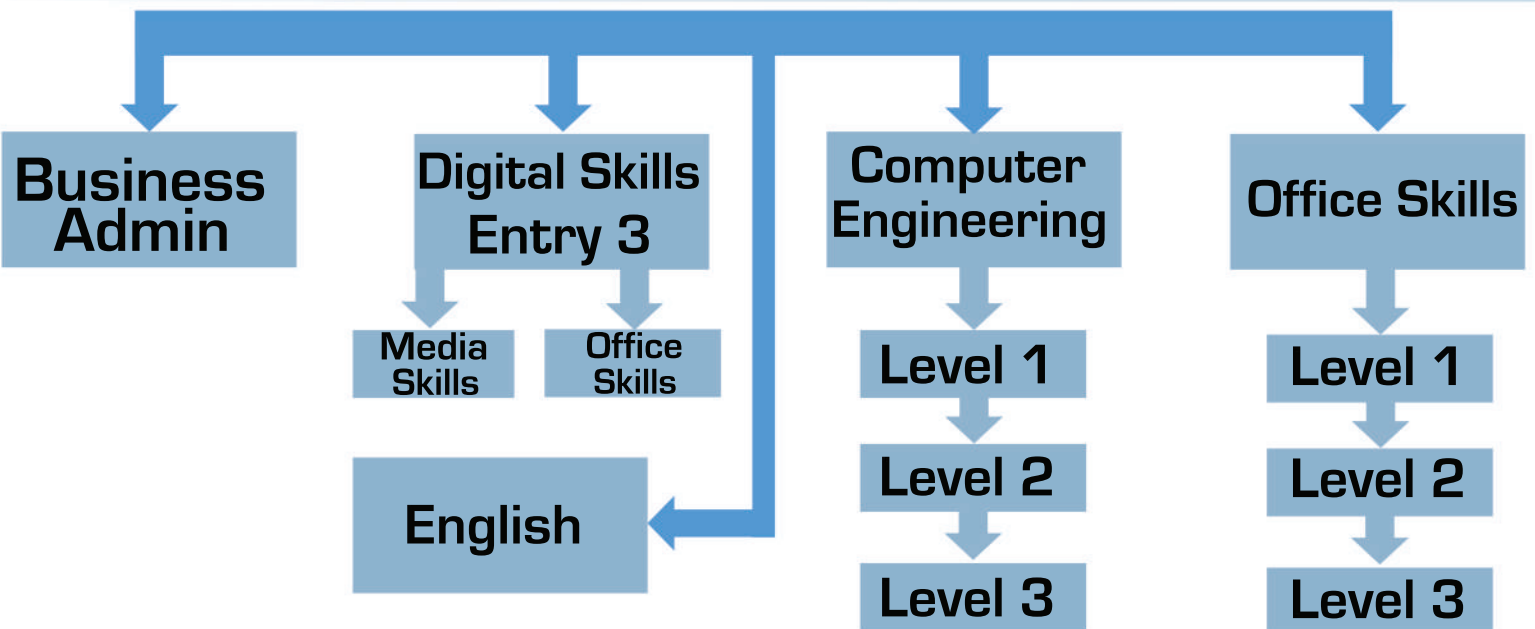 Business
Admin
Digital Skills
Entry 3
Media
Skills
Office
Skills
English
Computer
Engineering
Level 1
Level 2
Level 3
Office Skills
Level 1
Level 2
Level 3